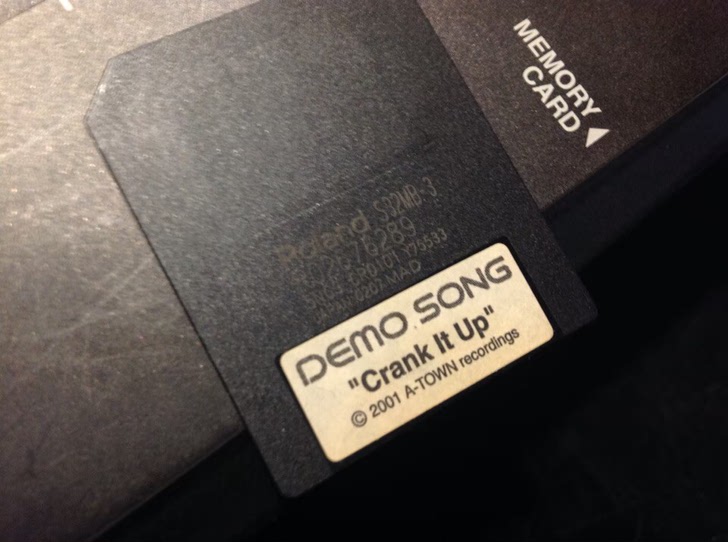 MEMORY
CARD
Roland S32MB-3
DEMO SONG
"Crank It Up"
© 2001 A-TOWN recordings